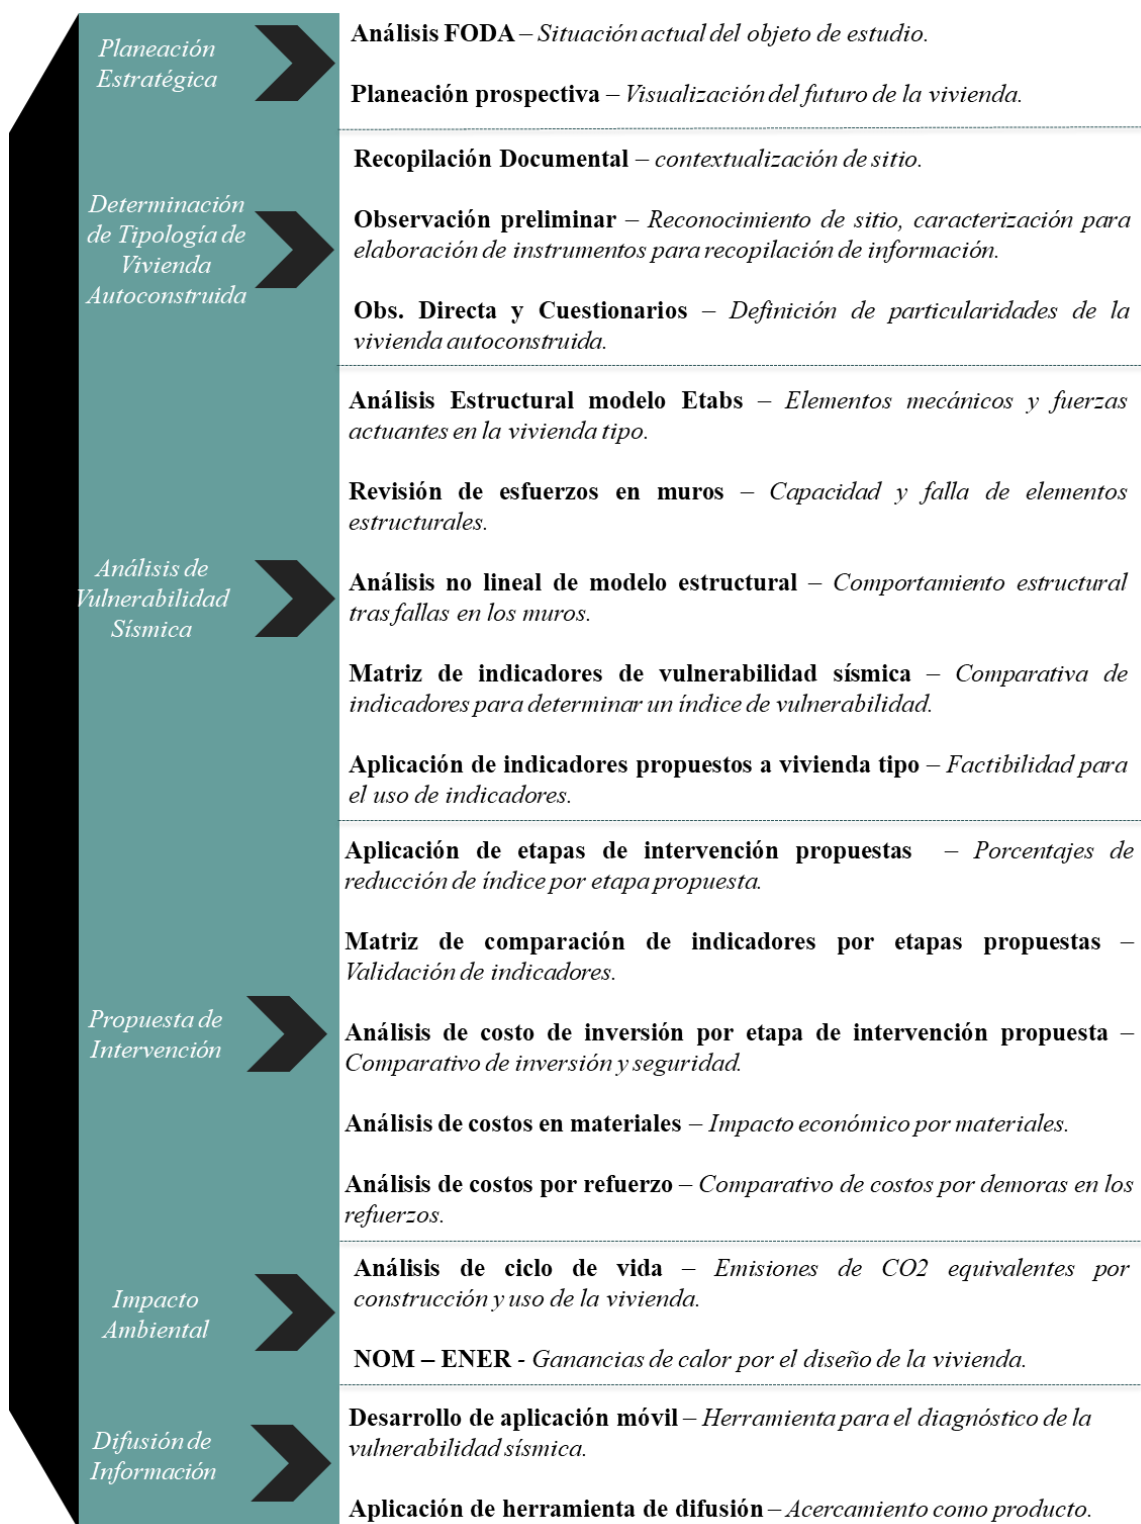 Planeación
Estratégica
Análisis FODA – Situación actual del objeto de estudio.
Planeación prospectiva – Visualización del futuro de la vivienda.
Determinación
de Tipología de
Vivienda
Autoconstruida
Recopilación Documental – contextualización de sitio.
Observación preliminar – Reconocimiento de sitio, caracterización para
elaboración de instrumentos para recopilación de información.
Obs. Directa y Cuestionarios – Definición de particularidades de la
vivienda autoconstruida.
Análisis de
Vulnerabilidad
Sísmica
Análisis Estructural modelo Etabs – Elementos mecánicos y fuerzas
actuantes en la vivienda tipo.
Revisión de esfuerzos en muros – Capacidad y falla de elementos
estructurales.
Análisis no lineal de modelo estructural – Comportamiento estructural
tras fallas en los muros.
Matriz de indicadores de vulnerabilidad sísmica – Comparativa de
indicadores para determinar un índice de vulnerabilidad.
Aplicación de indicadores propuestos a vivienda tipo – Factibilidad para
el uso de indicadores.
Propuesta de
Intervención
Aplicación de etapas de intervención propuestas – Porcentajes de
reducción de índice por etapa propuesta.
Matriz de comparación de indicadores por etapas propuestas –
Validación de indicadores.
Análisis de costo de inversión por etapa de intervención propuesta –
Comparativo de inversión y seguridad.
Análisis de costos en materiales – Impacto económico por materiales.
Análisis de costos por refuerzo – Comparativo de costos por demoras en los
refuerzos.
Impacto
Ambiental
Análisis de ciclo de vida – Emisiones de CO2 equivalentes por
construcción y uso de la vivienda.
NOM – ENER - Ganancias de calor por el diseño de la vivienda.
Difusión de
Información
Desarrollo de aplicación móvil – Herramienta para el diagnóstico de la
vulnerabilidad sísmica.
Aplicación de herramienta de difusión – Acercamiento como producto.